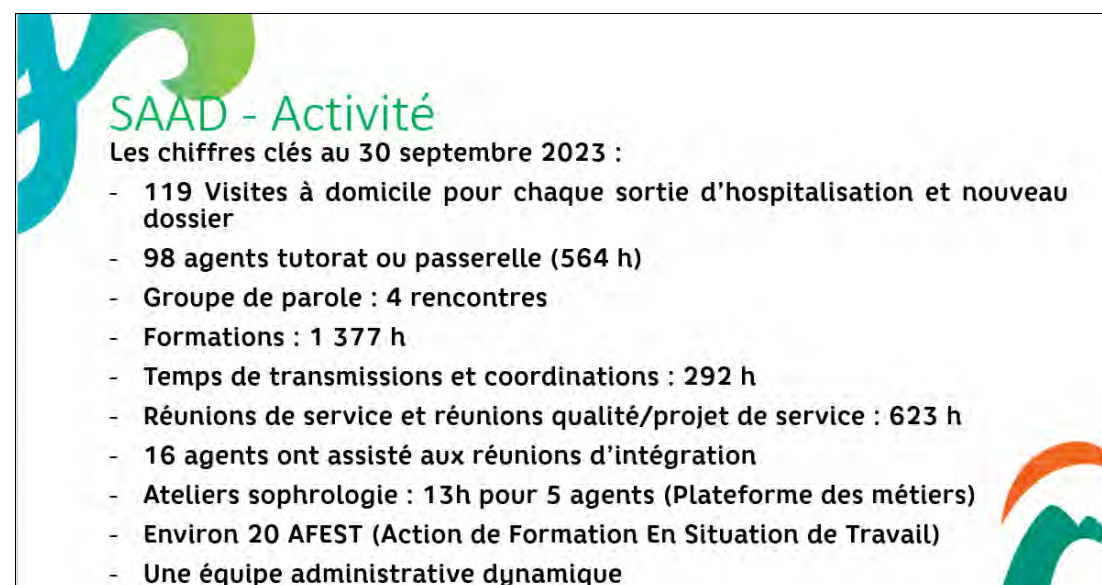 SAAD - Activité
Les chiffres clés au 30 septembre 2023 :
- 119 Visites à domicile pour chaque sortie d'hospitalisation et nouveau
dossier
- 98 agents tutorat ou passerelle (564 h)
- Groupe de parole : 4 rencontres
- Formations : 1 377 h
- Temps de transmissions et coordinations : 292 h
- Réunions de service et réunions qualité/projet de service : 623 h
- 16 agents ont assisté aux réunions d'intégration
- Ateliers sophrologie : 13h pour 5 agents (Plateforme des métiers)
- Environ 20 AFEST (Action de Formation En Situation de Travail)
- Une équipe administrative dynamique